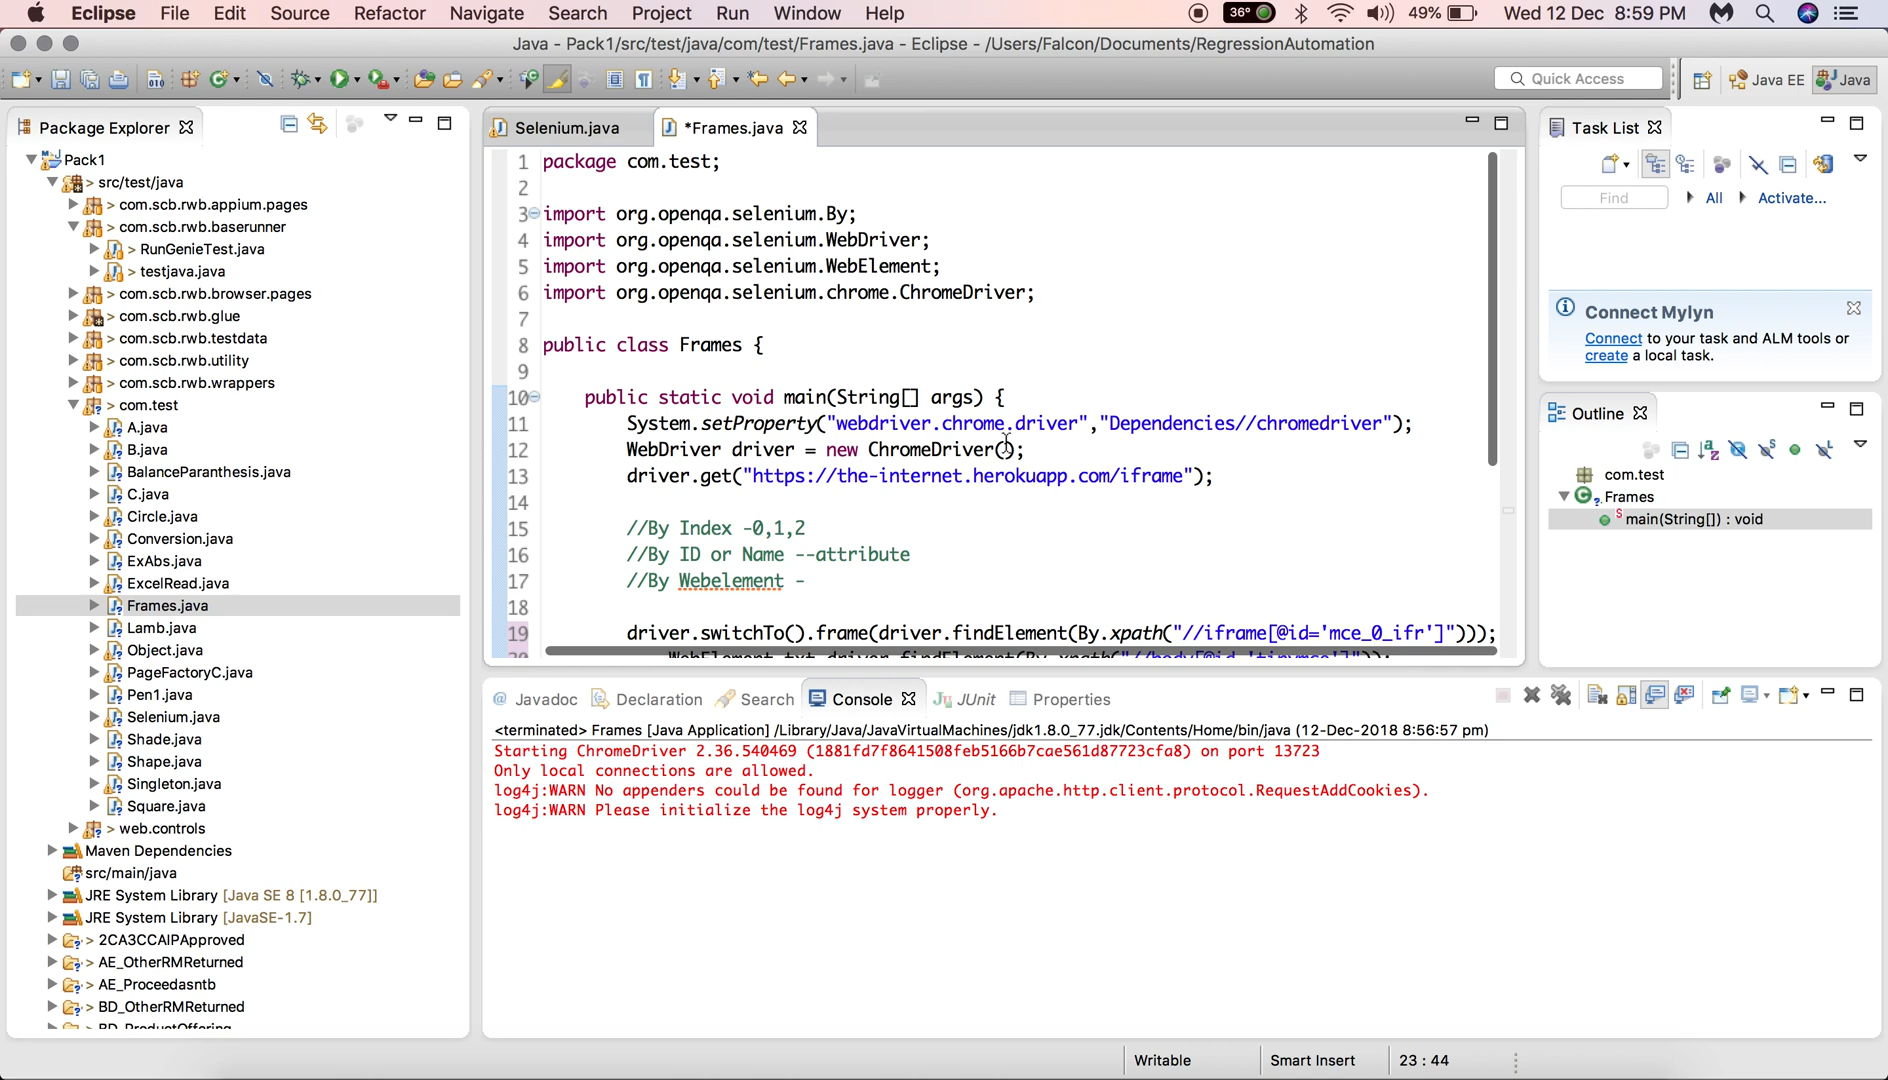 Eclipse File Edit Source Refactor Navigate Search Project Run Window Help 36° 49% Wed 12 Dec 8:59 PM
Java - Pack1/src/test/java/com/test/Frames.java - Eclipse - /Users/Falcon/Documents/RegressionAutomation
Quick Access Java EE Java
Package Explorer
Pack1
> src/test/java
> com.scb.rwb.appium.pages
> com.scb.rwb.baserunner
> RunGenieTest.java
> testjava.java
> com.scb.rwb.browser.pages
> com.scb.rwb.glue
> com.scb.rwb.testdata
> com.scb.rwb.utility
> com.scb.rwb.wrappers
> com.test
A.java
B.java
BalanceParanthesis.java
C.java
Circle.java
Conversion.java
ExAbs.java
ExcelRead.java
Frames.java
Lamb.java
Object.java
PageFactoryC.java
Pen1.java
Selenium.java
Shade.java
Shape.java
Singleton.java
Square.java
> web.controls
Maven Dependencies
src/main/java
JRE System Library [Java SE 8 [1.8.0_77]]
JRE System Library [JavaSE-1.7]
> 2CA3CCAIPApproved
> AE_OtherRMReturned
> AE_Proceedasntb
> BD_OtherRMReturned
> BD_ProductOffering
Selenium.java *Frames.java
1 package com.test;
2
3 import org.openqa.selenium.By;
4 import org.openqa.selenium.WebDriver;
5 import org.openqa.selenium.WebElement;
6 import org.openqa.selenium.chrome.ChromeDriver;
7
8 public class Frames {
9
10 public static void main(String[] args) {
11 System.setProperty("webdriver.chrome.driver","Dependencies//chromedriver");
12 WebDriver driver = new ChromeDriver();
13 driver.get("https://the-internet.herokuapp.com/iframe");
14
15 //By Index -0,1,2
16 //By ID or Name --attribute
17 //By Webelement -
18
19 driver.switchTo().frame(driver.findElement(By.xpath("//iframe[@id='mce_0_ifr']")));
Task List
Find All Activate...
Connect Mylyn
Connect to your task and ALM tools or
create a local task.
Outline
com.test
Frames
S main(String[]) : void
@ Javadoc Declaration Search Console JUnit Properties
<terminated> Frames [Java Application] /Library/Java/JavaVirtualMachines/jdk1.8.0_77.jdk/Contents/Home/bin/java (12-Dec-2018 8:56:57 pm)
Starting ChromeDriver 2.36.540469 (1881fd7f8641508feb5166b7cae561d87723cfa8) on port 13723
Only local connections are allowed.
log4j:WARN No appenders could be found for logger (org.apache.http.client.protocol.RequestAddCookies).
log4j:WARN Please initialize the log4j system properly.
Writable Smart Insert 23 : 44